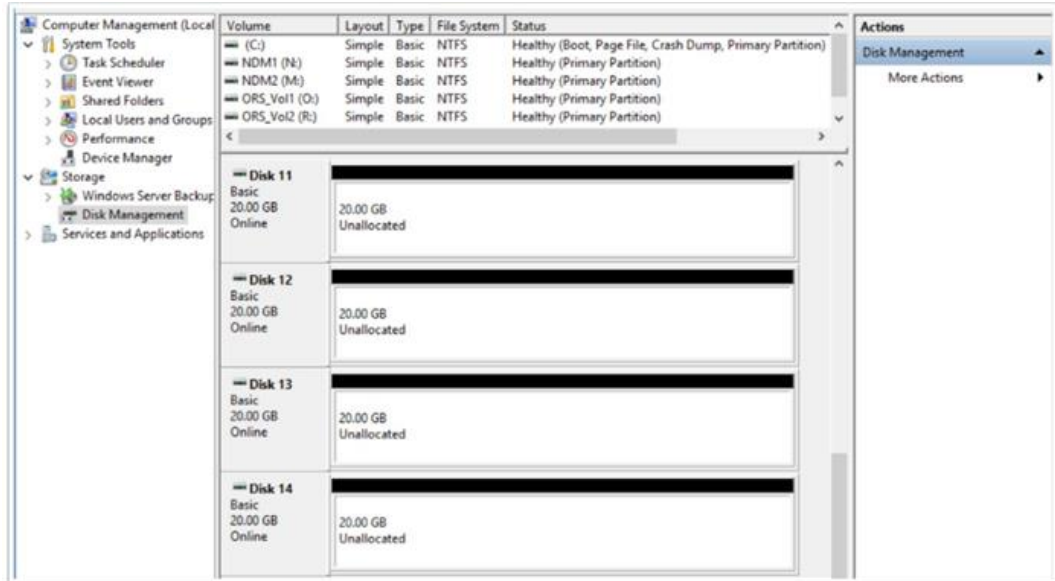 Computer Management (Local
System Tools
Task Scheduler
Event Viewer
Shared Folders
Local Users and Groups
Performance
Device Manager
Storage
Windows Server Backup
Disk Management
Services and Applications
Volume Layout Type File System Status
(C:) Simple Basic NTFS Healthy (Boot, Page File, Crash Dump, Primary Partition)
NDM1 (N:) Simple Basic NTFS Healthy (Primary Partition)
NDM2 (M:) Simple Basic NTFS Healthy (Primary Partition)
ORS_Vol1 (O:) Simple Basic NTFS Healthy (Primary Partition)
ORS_Vol2 (R:) Simple Basic NTFS Healthy (Primary Partition)
Disk 11
Basic
20.00 GB
Online
20.00 GB
Unallocated
Disk 12
Basic
20.00 GB
Online
20.00 GB
Unallocated
Disk 13
Basic
20.00 GB
Online
20.00 GB
Unallocated
Disk 14
Basic
20.00 GB
Online
20.00 GB
Unallocated
Actions
Disk Management
More Actions